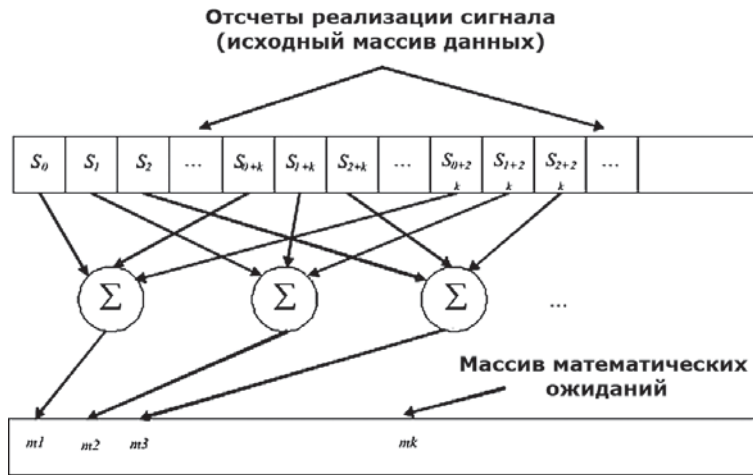 Отсчеты реализации сигнала
(исходный массив данных)
S0 S1 S2 ... S0+k S1+k S2+k ... S0+2k S1+2k S2+2k ...
Σ Σ Σ ...
Массив математических
ожиданий
m1 m2 m3 mk